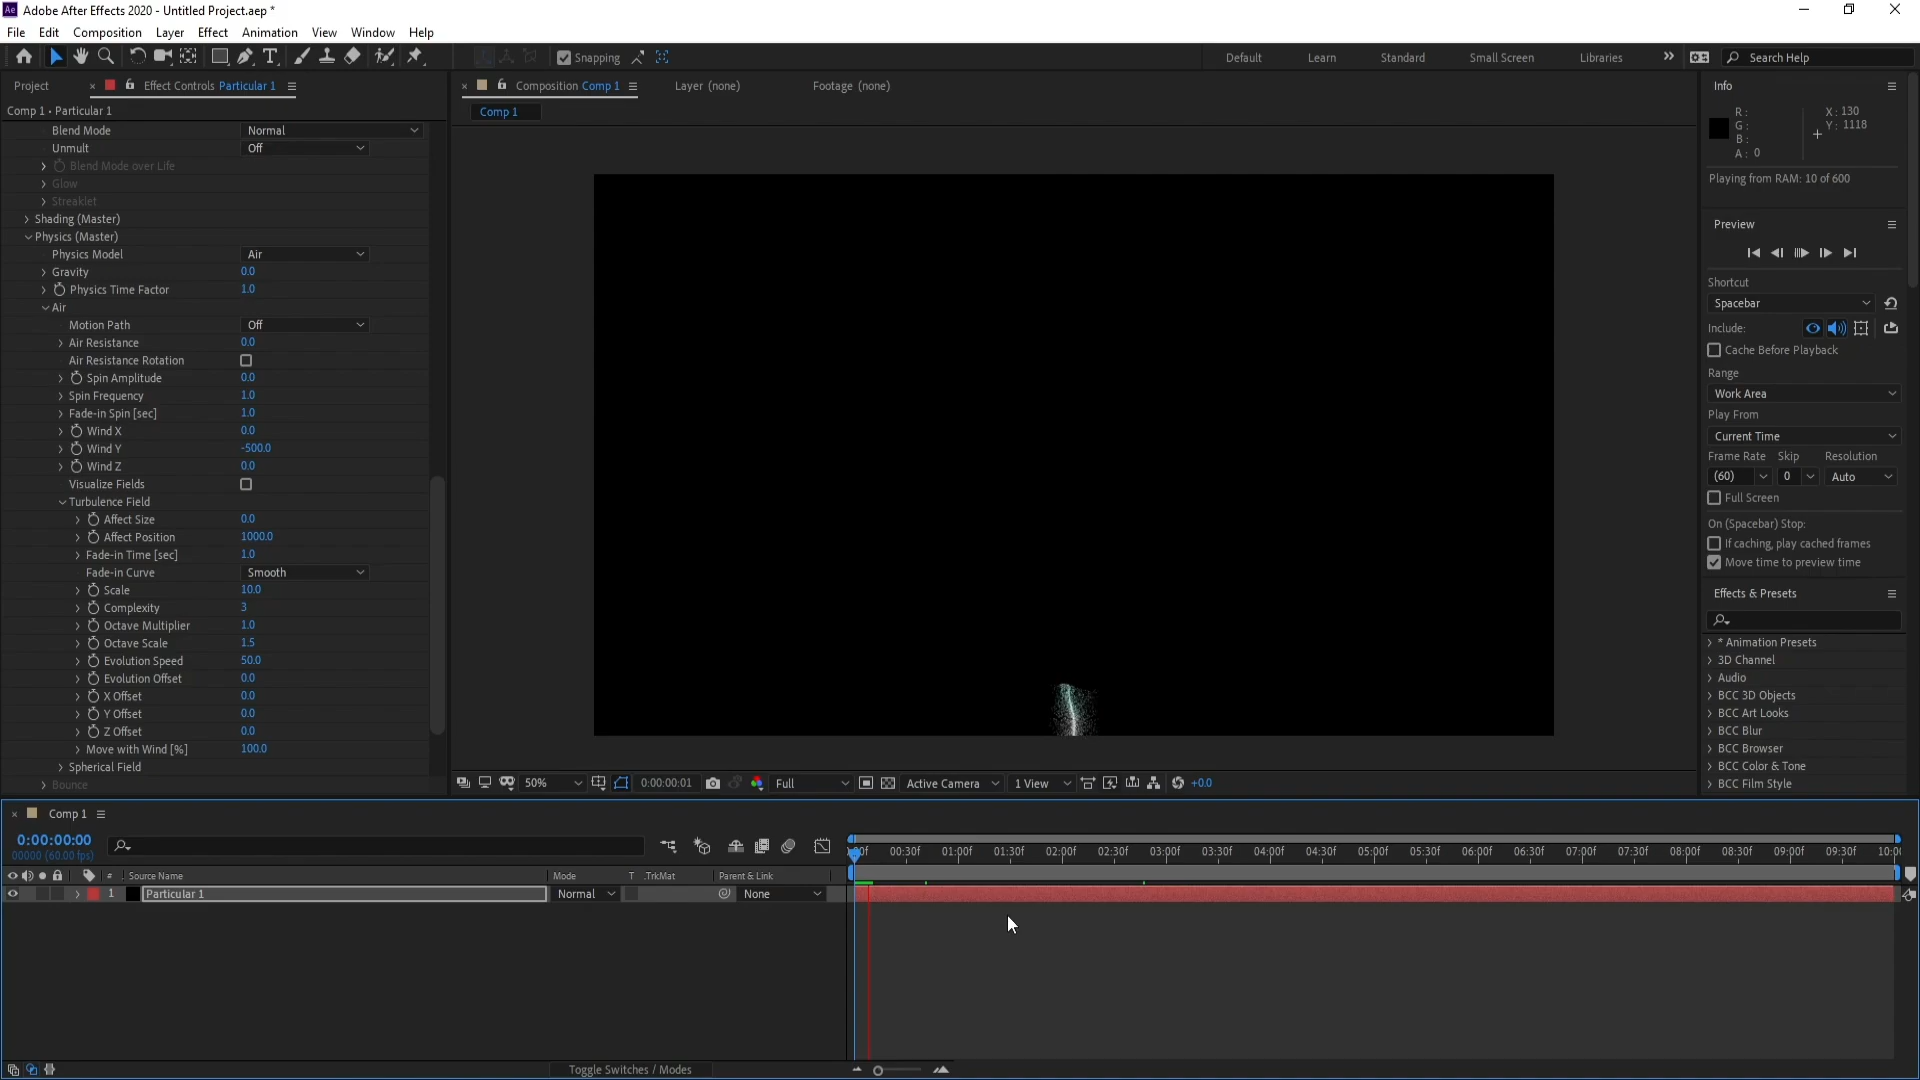 Adobe After Effects 2020 - Untitled Project.aep *
File Edit Composition Layer Effect Animation View Window Help
Snapping
Default Learn Standard Small Screen Libraries
Search Help
Project
Effect Controls Particular 1
Comp 1 • Particular 1
Blend Mode Normal
Unmult Off
Blend Mode over Life
Glow
Streaklet
Shading (Master)
Physics (Master)
Physics Model Air
Gravity 0.0
Physics Time Factor 1.0
Air
Motion Path Off
Air Resistance 0.0
Air Resistance Rotation
Spin Amplitude 0.0
Spin Frequency 1.0
Fade-in Spin [sec] 1.0
Wind X 0.0
Wind Y -500.0
Wind Z 0.0
Visualize Fields
Turbulence Field
Affect Size 0.0
Affect Position 1000.0
Fade-in Time [sec] 1.0
Fade-in Curve Smooth
Scale 10.0
Complexity 3
Octave Multiplier 1.0
Octave Scale 1.5
Evolution Speed 50.0
Evolution Offset 0.0
X Offset 0.0
Y Offset 0.0
Z Offset 0.0
Move with Wind [%] 100.0
Spherical Field
Bounce
Composition Comp 1
Layer (none)
Footage (none)
Comp 1
50% 0:00:00:01 Full Active Camera 1 View +0.0
Info
R :
G :
B :
A : 0
X : 130
Y : 1118
Playing from RAM: 10 of 600
Preview
Shortcut
Spacebar
Include:
Cache Before Playback
Range
Work Area
Play From
Current Time
Frame Rate Skip Resolution
(60) 0 Auto
Full Screen
On (Spacebar) Stop:
If caching, play cached frames
Move time to preview time
Effects & Presets
* Animation Presets
3D Channel
Audio
BCC 3D Objects
BCC Art Looks
BCC Blur
BCC Browser
BCC Color & Tone
BCC Film Style
Comp 1
0:00:00:00
00000 (60.00 fps)
00:30f 01:00f 01:30f 02:00f 02:30f 03:00f 03:30f 04:00f 04:30f 05:00f 05:30f 06:00f 06:30f 07:00f 07:30f 08:00f 08:30f 09:00f 09:30f
# Source Name Mode T .TrkMat Parent & Link
1 Particular 1 Normal None
Toggle Switches / Modes